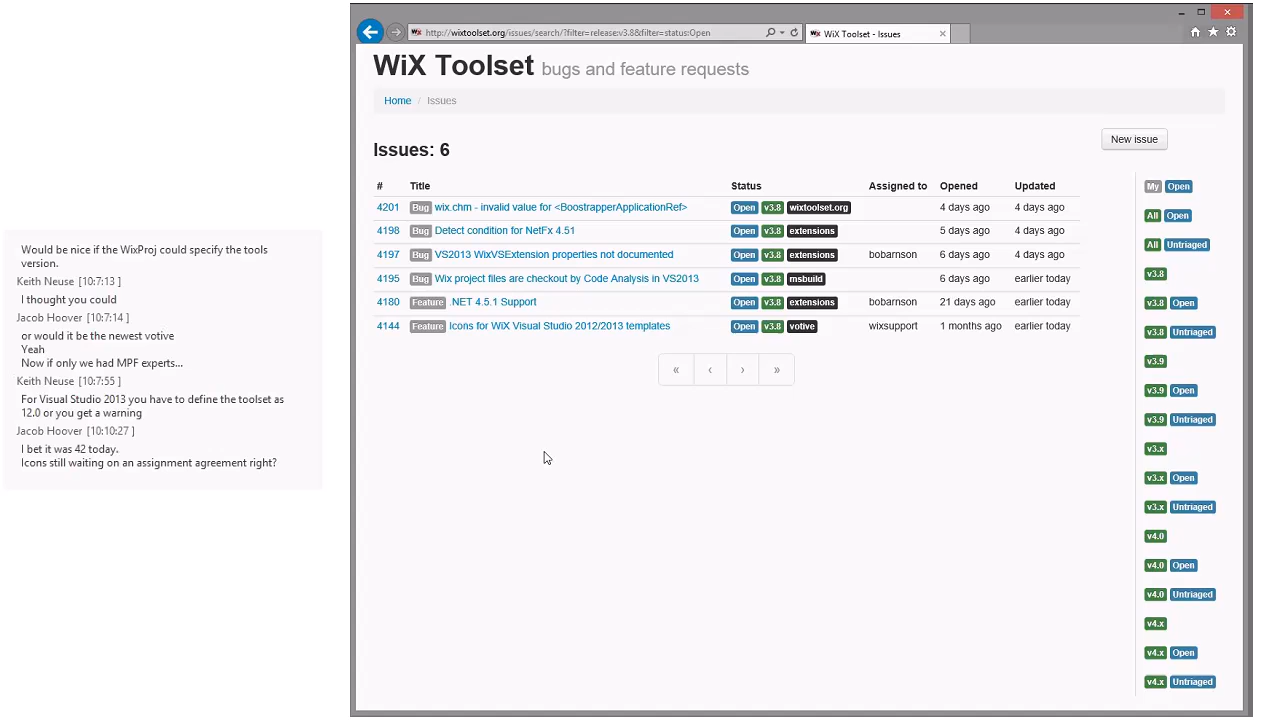 Would be nice if the WixProj could specify the tools
version.
Keith Neuse [10:7:13 ]
I thought you could
Jacob Hoover [10:7:14 ]
or would it be the newest votive
Yeah
Now if only we had MPF experts...
Keith Neuse [10:7:55 ]
For Visual Studio 2013 you have to define the toolset as
12.0 or you get a warning
Jacob Hoover [10:10:27 ]
I bet it was 42 today.
Icons still waiting on an assignment agreement right?
http://wixtoolset.org/issues/search/?filter=release:v3.8&filter=status:Open
WiX Toolset - Issues
WiX Toolset bugs and feature requests
Home / Issues
Issues: 6
New issue
# Title Status Assigned to Opened Updated
4201 Bug wix.chm - invalid value for <BoostrapperApplicationRef> Open v3.8 wixtoolset.org 4 days ago 4 days ago
4198 Bug Detect condition for NetFx 4.51 Open v3.8 extensions 5 days ago 4 days ago
4197 Bug VS2013 WixVSExtension properties not documented Open v3.8 extensions bobarnson 6 days ago 4 days ago
4195 Bug Wix project files are checkout by Code Analysis in VS2013 Open v3.8 msbuild 6 days ago earlier today
4180 Feature .NET 4.5.1 Support Open v3.8 extensions bobarnson 21 days ago earlier today
4144 Feature Icons for WiX Visual Studio 2012/2013 templates Open v3.8 votive wixsupport 1 months ago earlier today
« ‹ › »
My Open
All Open
All Untriaged
v3.8
v3.8 Open
v3.8 Untriaged
v3.9
v3.9 Open
v3.9 Untriaged
v3.x
v3.x Open
v3.x Untriaged
v4.0
v4.0 Open
v4.0 Untriaged
v4.x
v4.x Open
v4.x Untriaged